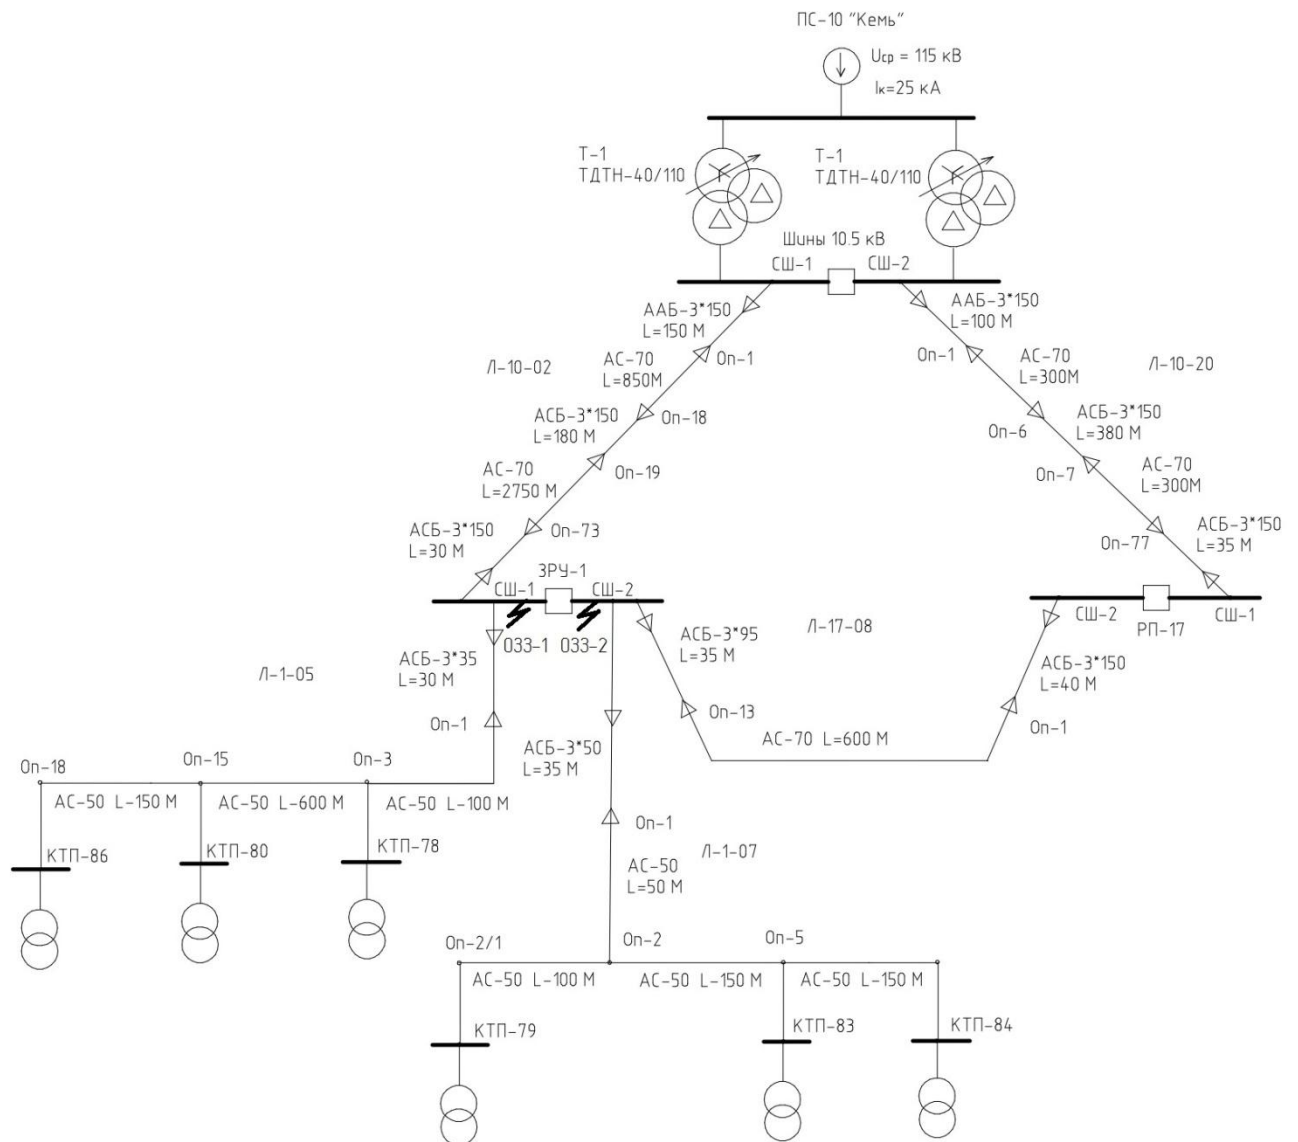 ПС-10 "Кемь"
Uср = 115 кВ
Iк=25 кА
Т-1
ТДТН-40/110
Т-1
ТДТН-40/110
Шины 10.5 кВ
СШ-1
СШ-2
ААБ-3*150
L=150 М
Оп-1
ААБ-3*150
L=100 М
Оп-1
Л-10-02
АС-70
L=850М
Оп-18
АС-70
L=300М
Л-10-20
Оп-6
АСБ-3*150
L=180 М
Оп-19
АСБ-3*150
L=380 М
Оп-7
АС-70
L=2750 М
Оп-73
АС-70
L=300М
Оп-77
АСБ-3*150
L=30 М
АСБ-3*150
L=35 М
ЗРУ-1
СШ-1
СШ-2
ОЗЗ-1
ОЗЗ-2
СШ-2
РП-17
СШ-1
Л-1-05
АСБ-3*35
L=30 М
Оп-1
АСБ-3*95
L=35 М
Оп-13
Л-17-08
АСБ-3*150
L=40 М
Оп-1
АС-70 L=600 М
АСБ-3*50
L=35 М
Оп-1
Оп-18
Оп-15
Оп-3
АС-50 L-150 М
АС-50 L-600 М
АС-50 L-100 М
КТП-86
КТП-80
КТП-78
АС-50
L=50 М
Л-1-07
Оп-2/1
Оп-2
Оп-5
АС-50 L-100 М
АС-50 L-150 М
АС-50 L-150 М
КТП-79
КТП-83
КТП-84